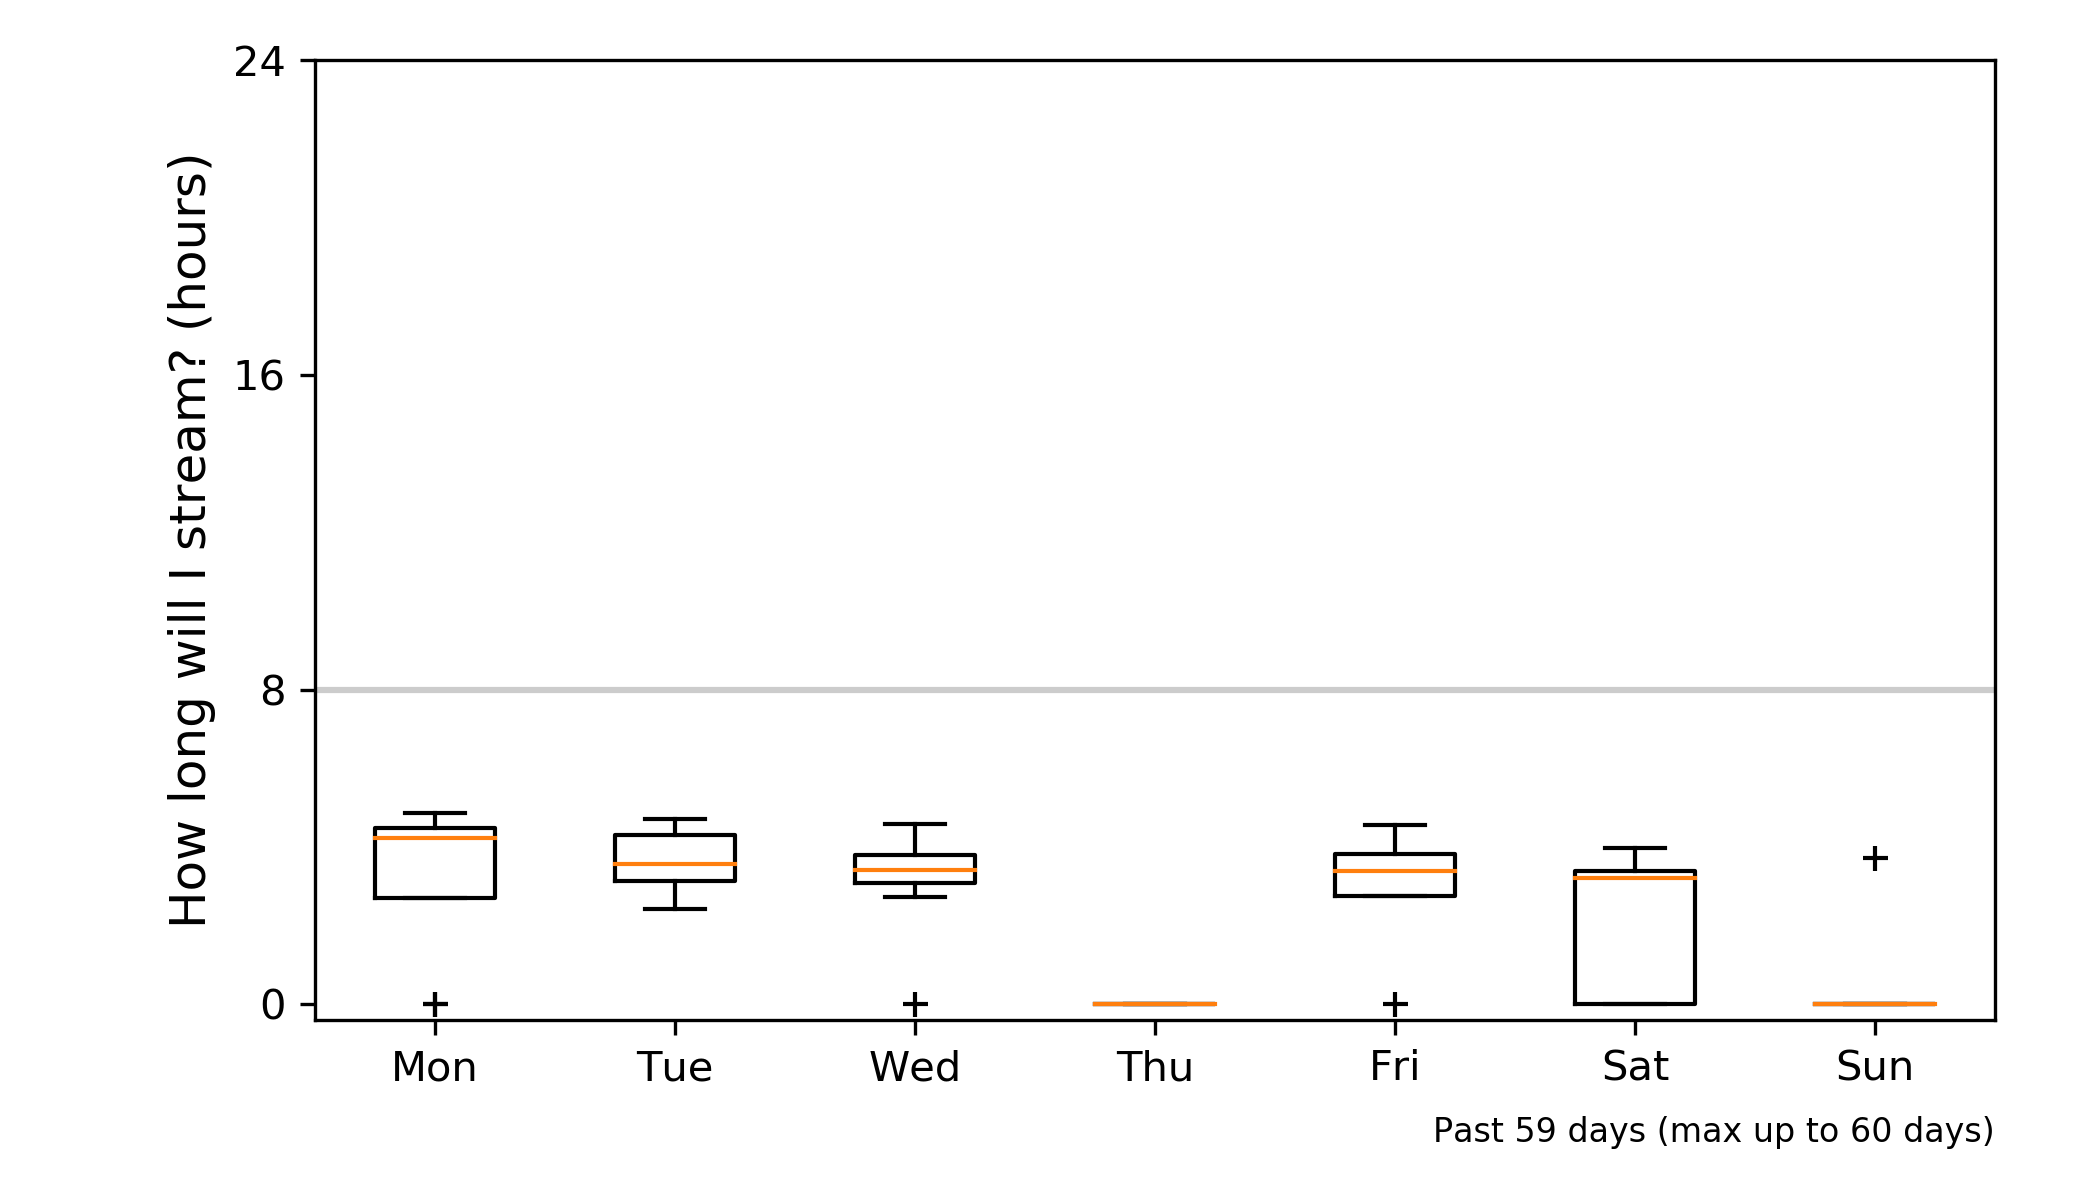 How long will I stream? (hours)
24
16
8
0
Mon Tue Wed Thu Fri Sat Sun
Past 59 days (max up to 60 days)